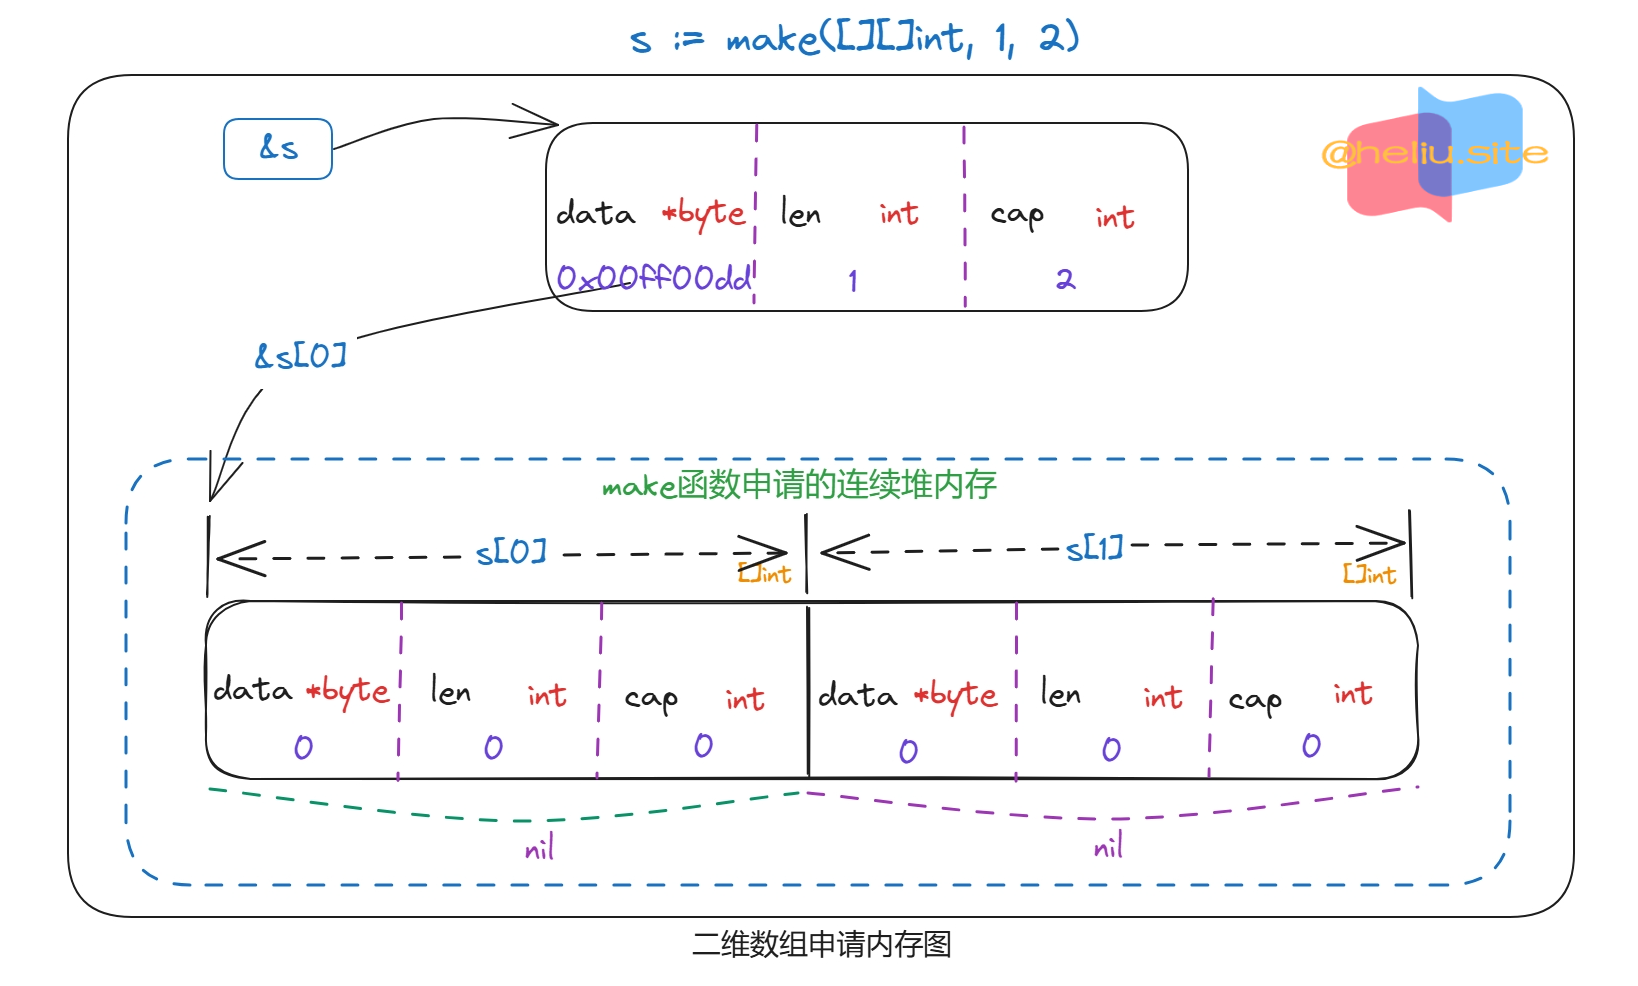 s := make([][]int, 1, 2)
@heliu.site
&s
data *byte len int cap int
0x00ff00dd 1 2
&s[0]
make函数申请的连续堆内存
s[0] s[1]
[]int []int
data *byte len int cap int data *byte len int cap int
0 0 0 0 0 0
nil nil
二维数组申请内存图